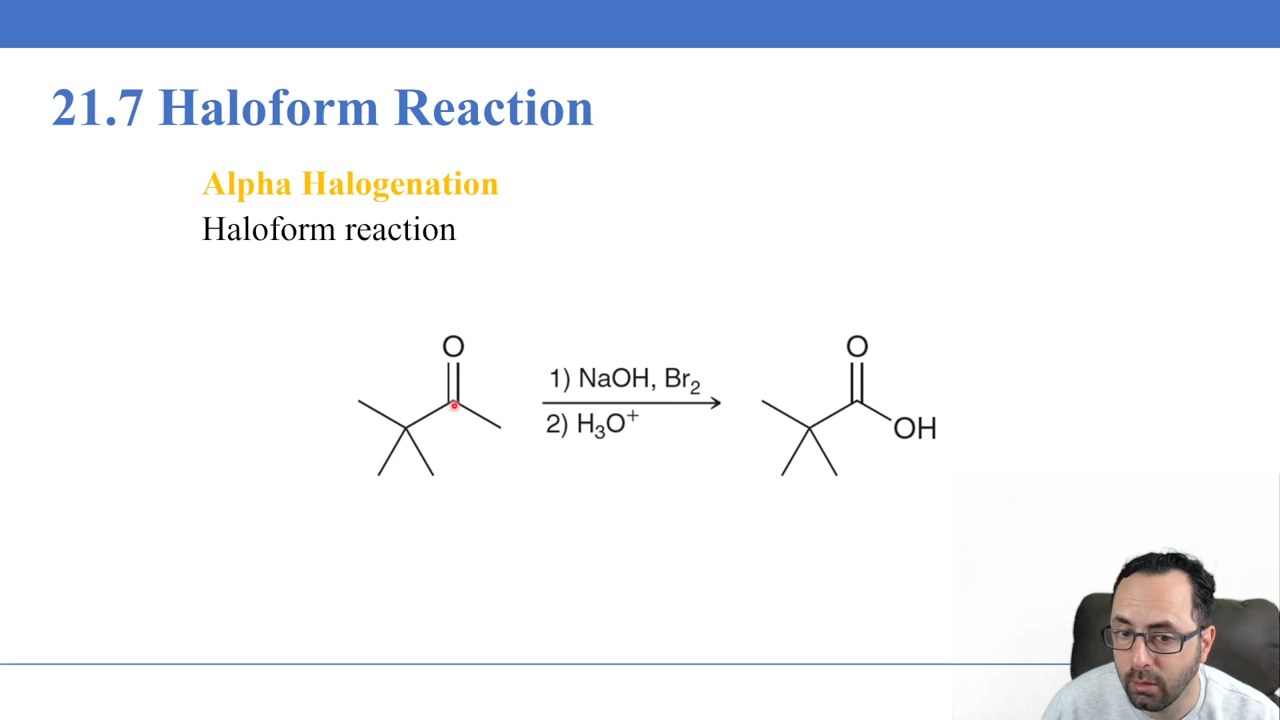 21.7 Haloform Reaction
Alpha Halogenation
Haloform reaction
O
1) NaOH, Br₂
2) H₃O⁺
O
OH